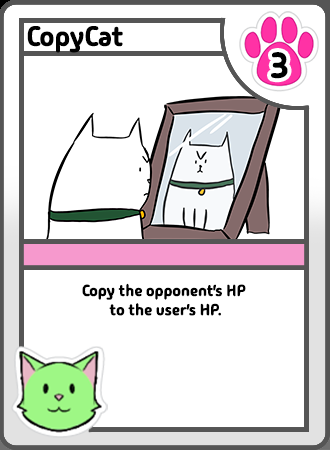 CopyCat
3
Copy the opponent's HP
to the user's HP.